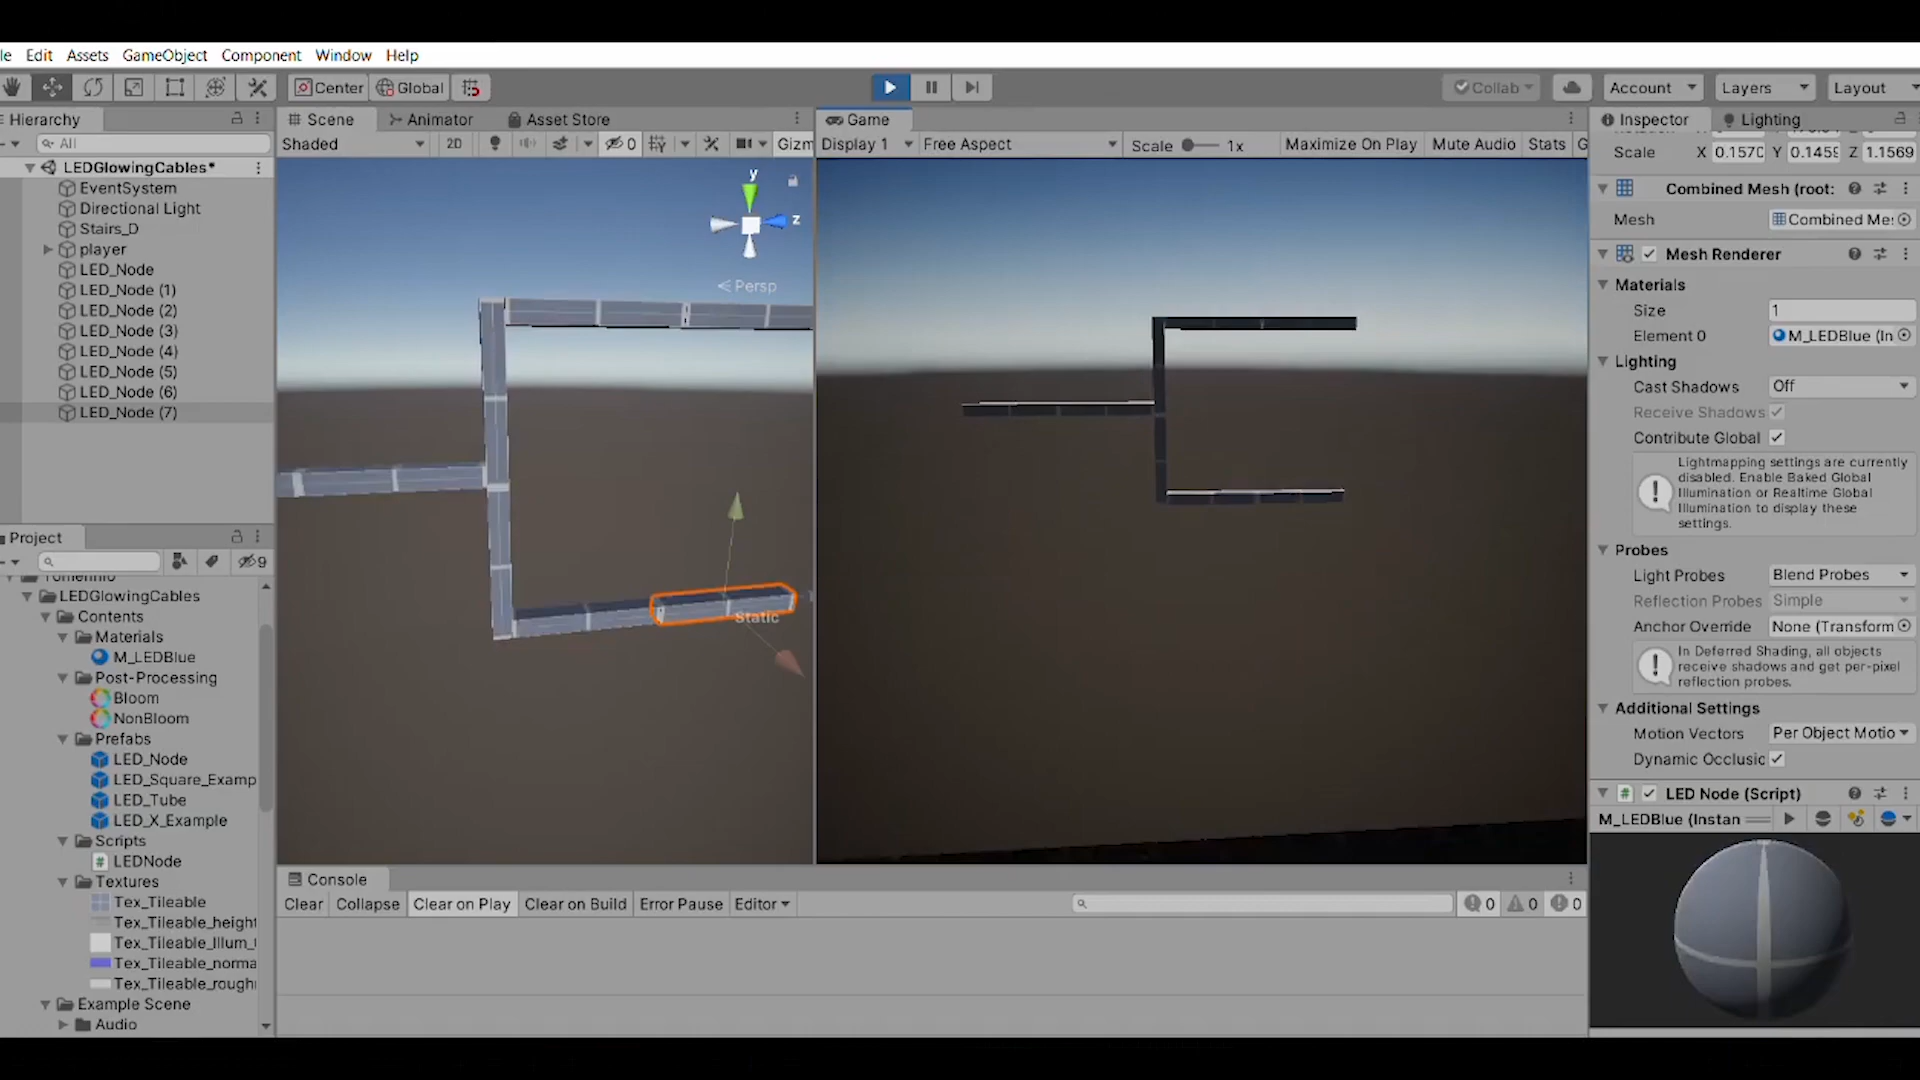 le Edit Assets GameObject Component Window Help
Center Global Collab Account Layers Layout
Hierarchy
All
LEDGlowingCables*
EventSystem
Directional Light
Stairs_D
player
LED_Node
LED_Node (1)
LED_Node (2)
LED_Node (3)
LED_Node (4)
LED_Node (5)
LED_Node (6)
LED_Node (7)
Project
9
LEDGlowingCables
Contents
Materials
M_LEDBlue
Post-Processing
Bloom
NonBloom
Prefabs
LED_Node
LED_Square_Examp
LED_Tube
LED_X_Example
Scripts
LEDNode
Textures
Tex_Tileable
Tex_Tileable_height
Tex_Tileable_Illum_
Tex_Tileable_norma
Tex_Tileable_rough
Example Scene
Audio
Scene Animator Asset Store
Shaded 2D 0 Gizm
y
z
Persp
Static
Game
Display 1 Free Aspect Scale 1x Maximize On Play Mute Audio Stats G
Console
Clear Collapse Clear on Play Clear on Build Error Pause Editor 0 0 0
Inspector Lighting
Scale X 0.157 Y 0.145 Z 1.1569
Combined Mesh (root:
Mesh Combined Me
Mesh Renderer
Materials
Size 1
Element 0 M_LEDBlue (In
Lighting
Cast Shadows Off
Receive Shadows
Contribute Global
Lightmapping settings are currently
disabled. Enable Baked Global
Illumination or Realtime Global
Illumination to display these
settings.
Probes
Light Probes Blend Probes
Reflection Probes Simple
Anchor Override None (Transform
In Deferred Shading, all objects
receive shadows and get per-pixel
reflection probes.
Additional Settings
Motion Vectors Per Object Motio
Dynamic Occlusic
LED Node (Script)
M_LEDBlue (Instan